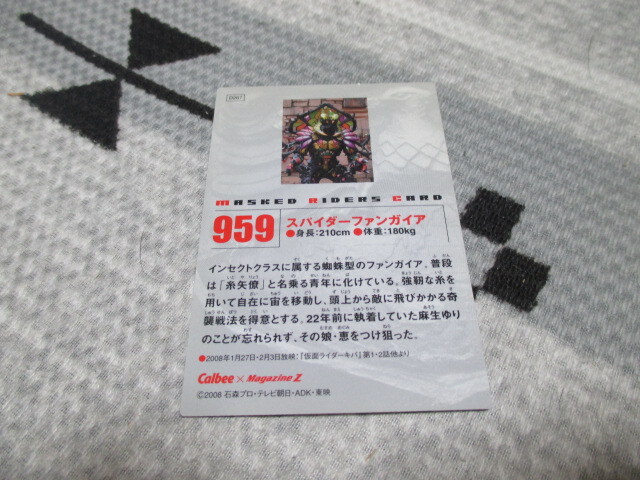 MASKED RIDERS CARD
959
スパイダーファンガイア
●身長:210cm ●体重:180kg
インセクトクラスに属する蜘蛛型のファンガイア。普段
は「糸矢僚」と名乗る青年に化けている。強靭な糸を
用いて自在に宙を移動し、頭上から敵に飛びかかる奇
襲戦法を得意とする。22年前に執着していた麻生ゆり
のことが忘れられず、その娘・恵をつけ狙った。
●2008年1月27日・2月3日放映:『仮面ライダーキバ』第1・2話他より
Calbee × Magazine Z
©2008 石森プロ・テレビ朝日・ADK・東映